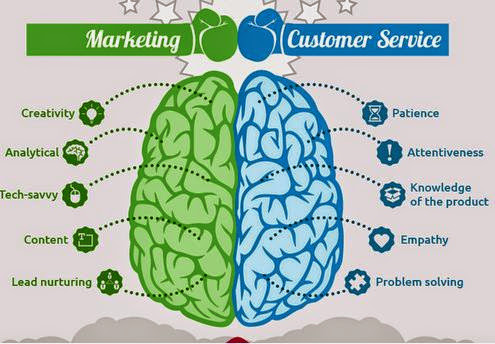 Marketing
Customer Service
Creativity
Analytical
Tech-savvy
Content
Lead nurturing
Patience
Attentiveness
Knowledge
of the product
Empathy
Problem solving